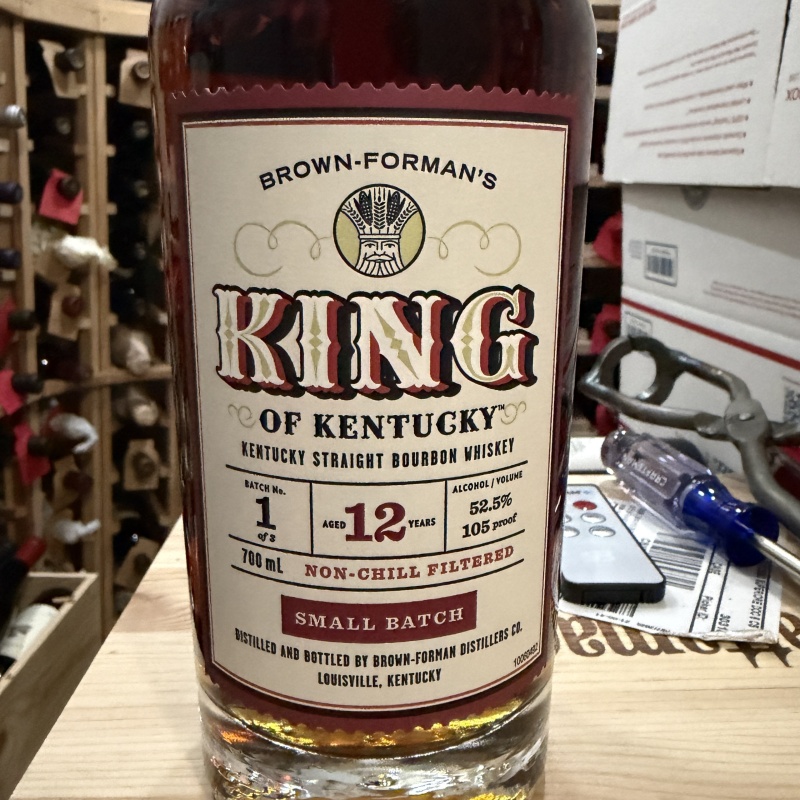 BROWN-FORMAN'S
KING
OF KENTUCKY™
KENTUCKY STRAIGHT BOURBON WHISKEY
BATCH No.
1
of 3
AGED 12 YEARS
ALCOHOL / VOLUME
52.5%
105 proof
700 mL NON-CHILL FILTERED
SMALL BATCH
DISTILLED AND BOTTLED BY BROWN-FORMAN DISTILLERS CO.
LOUISVILLE, KENTUCKY
CRAFTSMAN